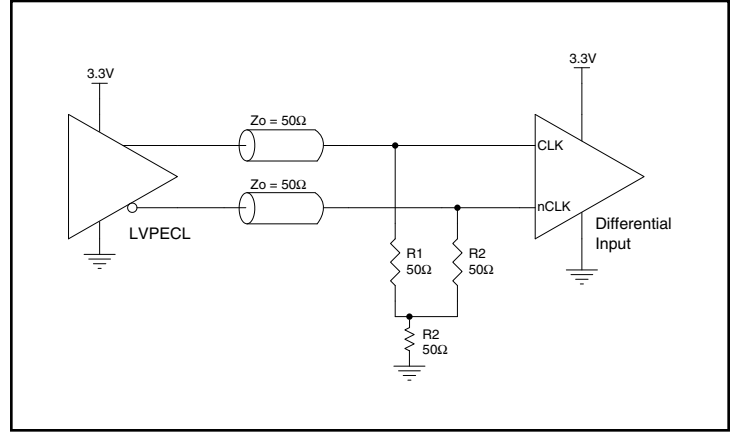 3.3V
3.3V
Zo = 50Ω
CLK
Zo = 50Ω
nCLK
LVPECL
Differential
Input
R1
50Ω
R2
50Ω
R2
50Ω